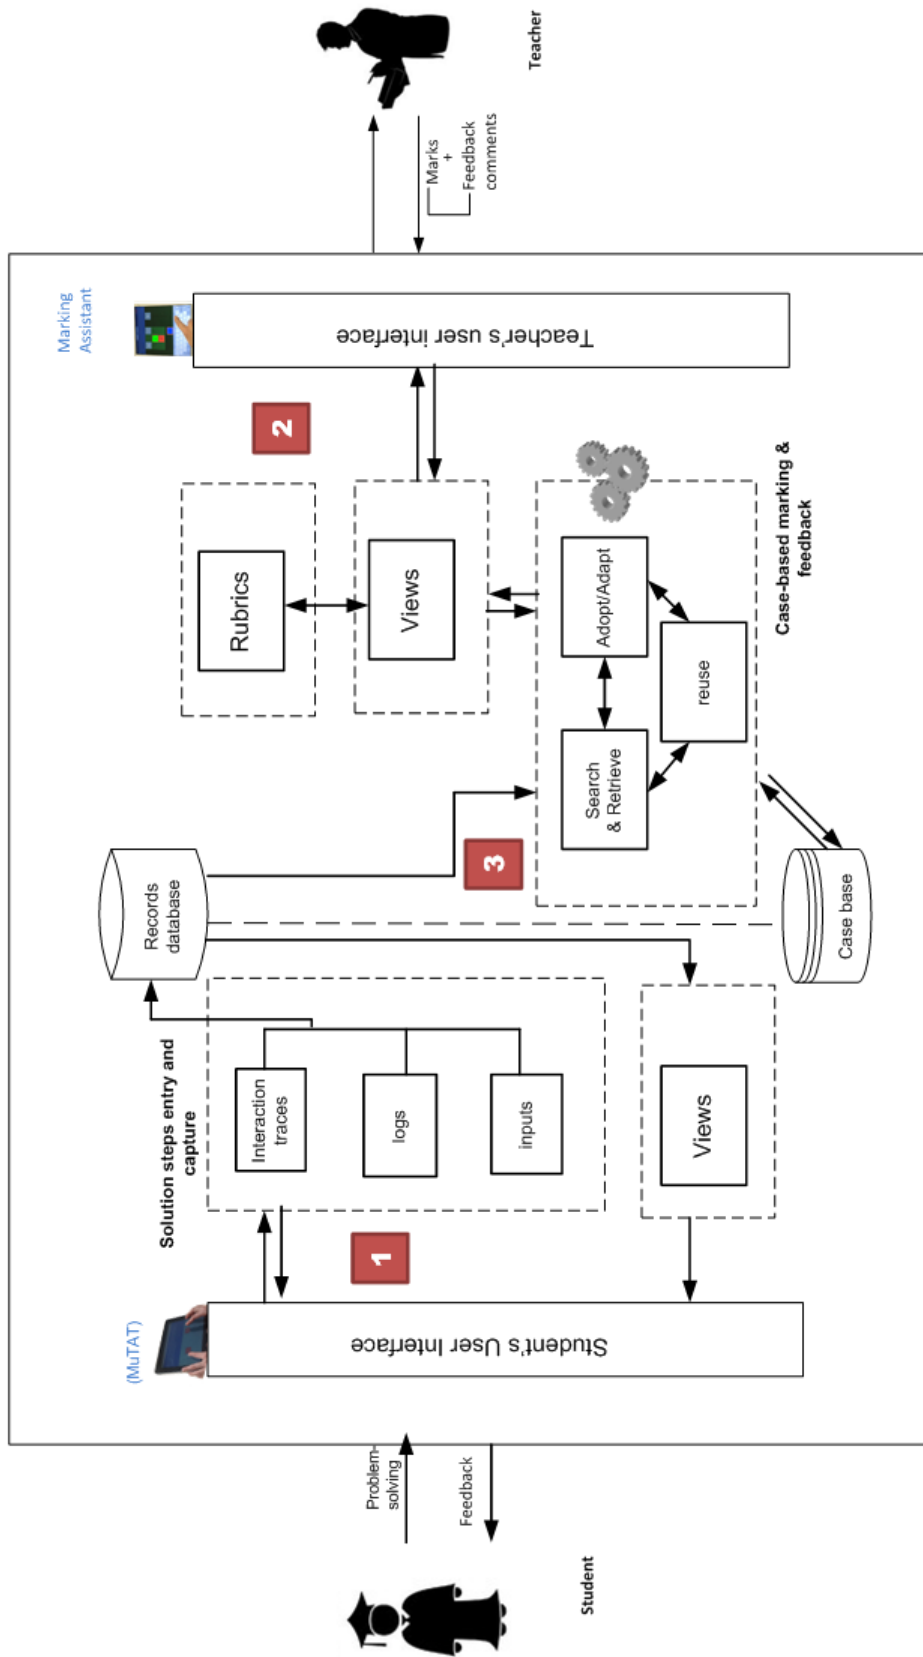 Student
Problem-
solving
Feedback
(MuTAT)
Student's User Interface
1
Solution steps entry and
capture
Interaction
traces
logs
inputs
Views
Records
database
Case base
3
Search
& Retrieve
Adopt/Adapt
reuse
Case-based marking &
feedback
Rubrics
Views
2
Marking
Assistant
Teacher's user interface
Marks
+
Feedback
comments
Teacher